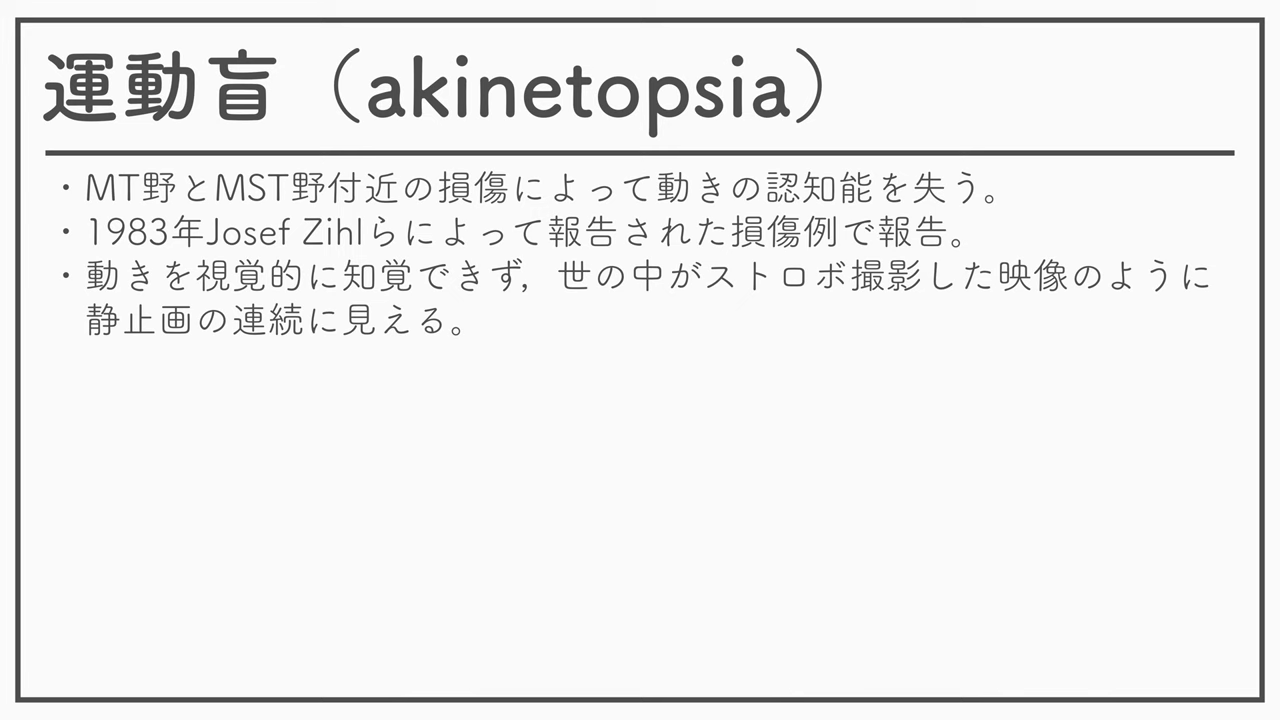 運動盲（akinetopsia）
・MT野とMST野付近の損傷によって動きの認知能を失う。
・1983年Josef Zihlらによって報告された損傷例で報告。
・動きを視覚的に知覚できず，世の中がストロボ撮影した映像のように
静止画の連続に見える。